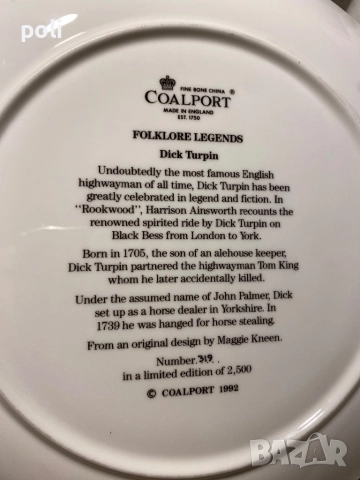 poli
FINE BONE CHINA ®
COALPORT
MADE IN ENGLAND
EST. 1750
FOLKLORE LEGENDS
Dick Turpin
Undoubtedly the most famous English
highwayman of all time, Dick Turpin has been
greatly celebrated in legend and fiction. In
"Rookwood", Harrison Ainsworth recounts the
renowned spirited ride by Dick Turpin on
Black Bess from London to York.
Born in 1705, the son of an alehouse keeper,
Dick Turpin partnered the highwayman Tom King
whom he later accidentally killed.
Under the assumed name of John Palmer, Dick
set up as a horse dealer in Yorkshire. In
1739 he was hanged for horse stealing.
From an original design by Maggie Kneen.
Number.319..
in a limited edition of 2,500
© COALPORT 1992
BAZAR